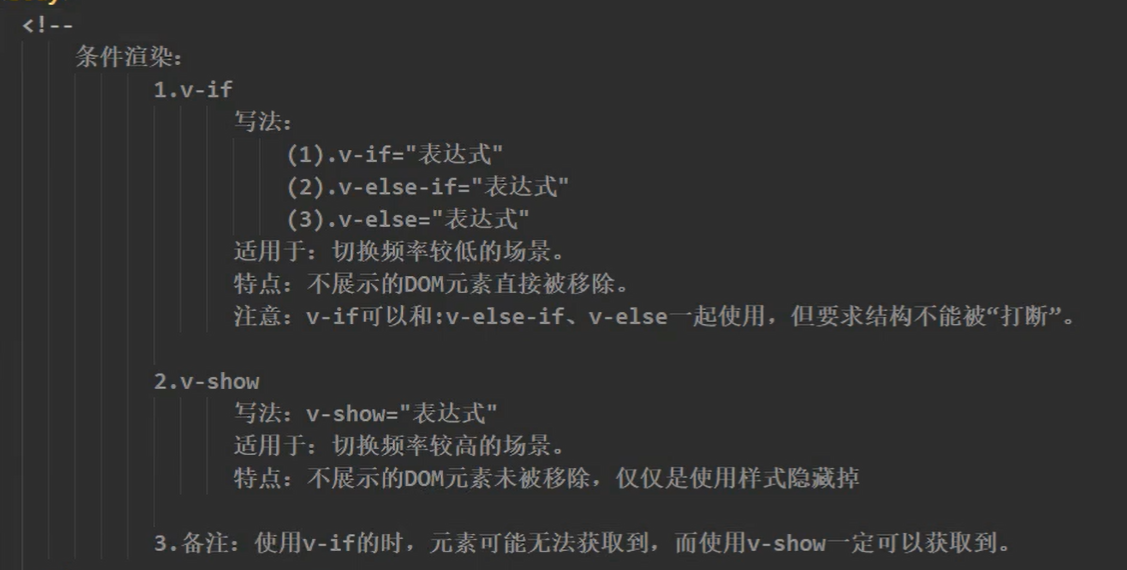 <!--
条件渲染：
1.v-if
写法：
(1).v-if="表达式"
(2).v-else-if="表达式"
(3).v-else="表达式"
适用于：切换频率较低的场景。
特点：不展示的DOM元素直接被移除。
注意：v-if可以和:v-else-if、v-else一起使用，但要求结构不能被“打断”。
2.v-show
写法：v-show="表达式"
适用于：切换频率较高的场景。
特点：不展示的DOM元素未被移除，仅仅是使用样式隐藏掉
3.备注：使用v-if的时，元素可能无法获取到，而使用v-show一定可以获取到。